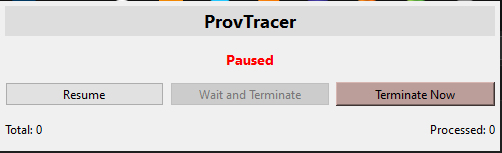 ProvTracer
Paused
Resume
Wait and Terminate
Terminate Now
Total: 0
Processed: 0